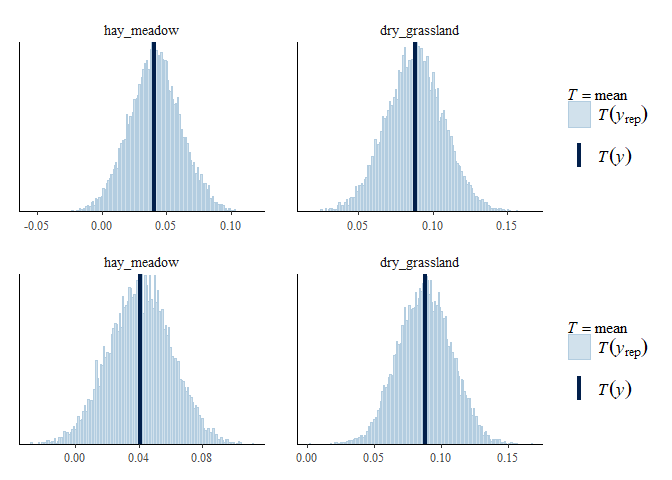 hay_meadow
dry_grassland
-0.05 0.00 0.05 0.10
0.05 0.10 0.15
T = mean
T(yrep)
T(y)
hay_meadow
dry_grassland
0.00 0.04 0.08
0.00 0.05 0.10 0.15
T = mean
T(yrep)
T(y)